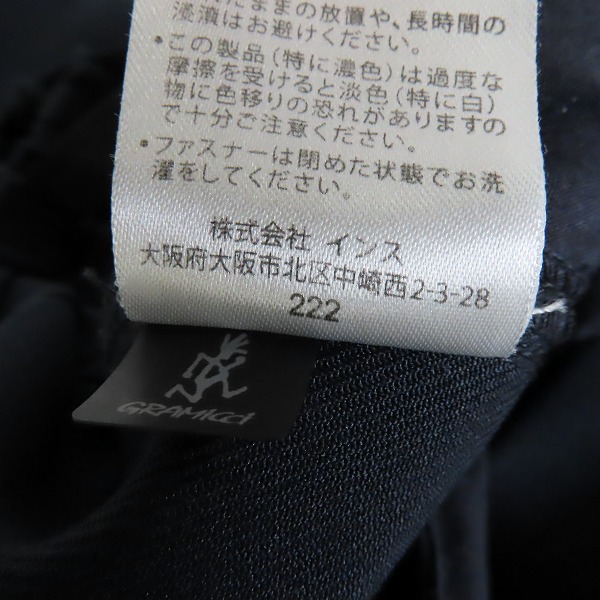 たままの放置や、長時間の
浸漬はお避けください。
・この製品(特に濃色)は過度な
摩擦を受けると淡色(特に白)
物に色移りの恐れがありますの
で十分ご注意ください。
・ファスナーは閉めた状態でお洗
濯をしてください。
株式会社 インス
大阪府大阪市北区中崎西2-3-28
222
GRAMICCI